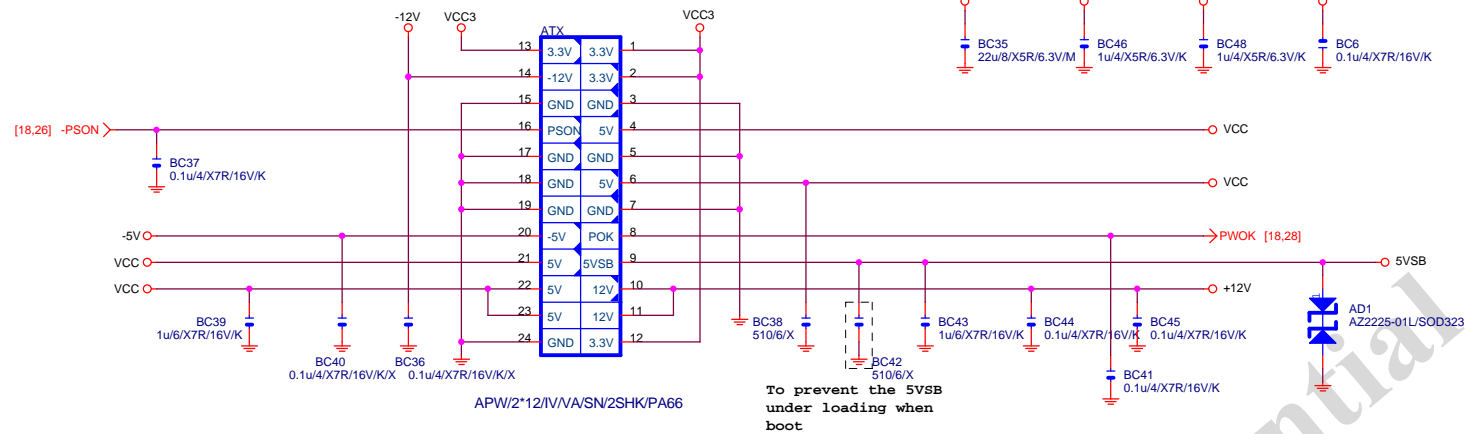 -12V
VCC3
VCC3
ATX
BC35
22u/8/X5R/6.3V/M
BC46
1u/4/X5R/6.3V/K
BC48
1u/4/X5R/6.3V/K
BC6
0.1u/4/X7R/16V/K
13 3.3V 3.3V 1
14 -12V 3.3V 2
15 GND GND 3
[18,26] -PSON
16 PSON 5V 4
VCC
17 GND GND 5
BC37
0.1u/4/X7R/16V/K
18 GND 5V 6
VCC
19 GND GND 7
-5V
20 -5V POK 8
PWOK [18,28]
VCC
21 5V 5VSB 9
5VSB
VCC
22 5V 12V 10
+12V
23 5V 12V 11
24 GND 3.3V 12
BC39
1u/6/X7R/16V/K
BC40
0.1u/4/X7R/16V/K/X
BC36
0.1u/4/X7R/16V/K/X
BC38
510/6/X
BC42
510/6/X
BC43
1u/6/X7R/16V/K
BC44
0.1u/4/X7R/16V/K
BC45
0.1u/4/X7R/16V/K
1
AD1
AZ2225-01L/SOD323
BC41
0.1u/4/X7R/16V/K
APW/2*12/IV/VA/SN/2SHK/PA66
To prevent the 5VSB
under loading when
boot
ential